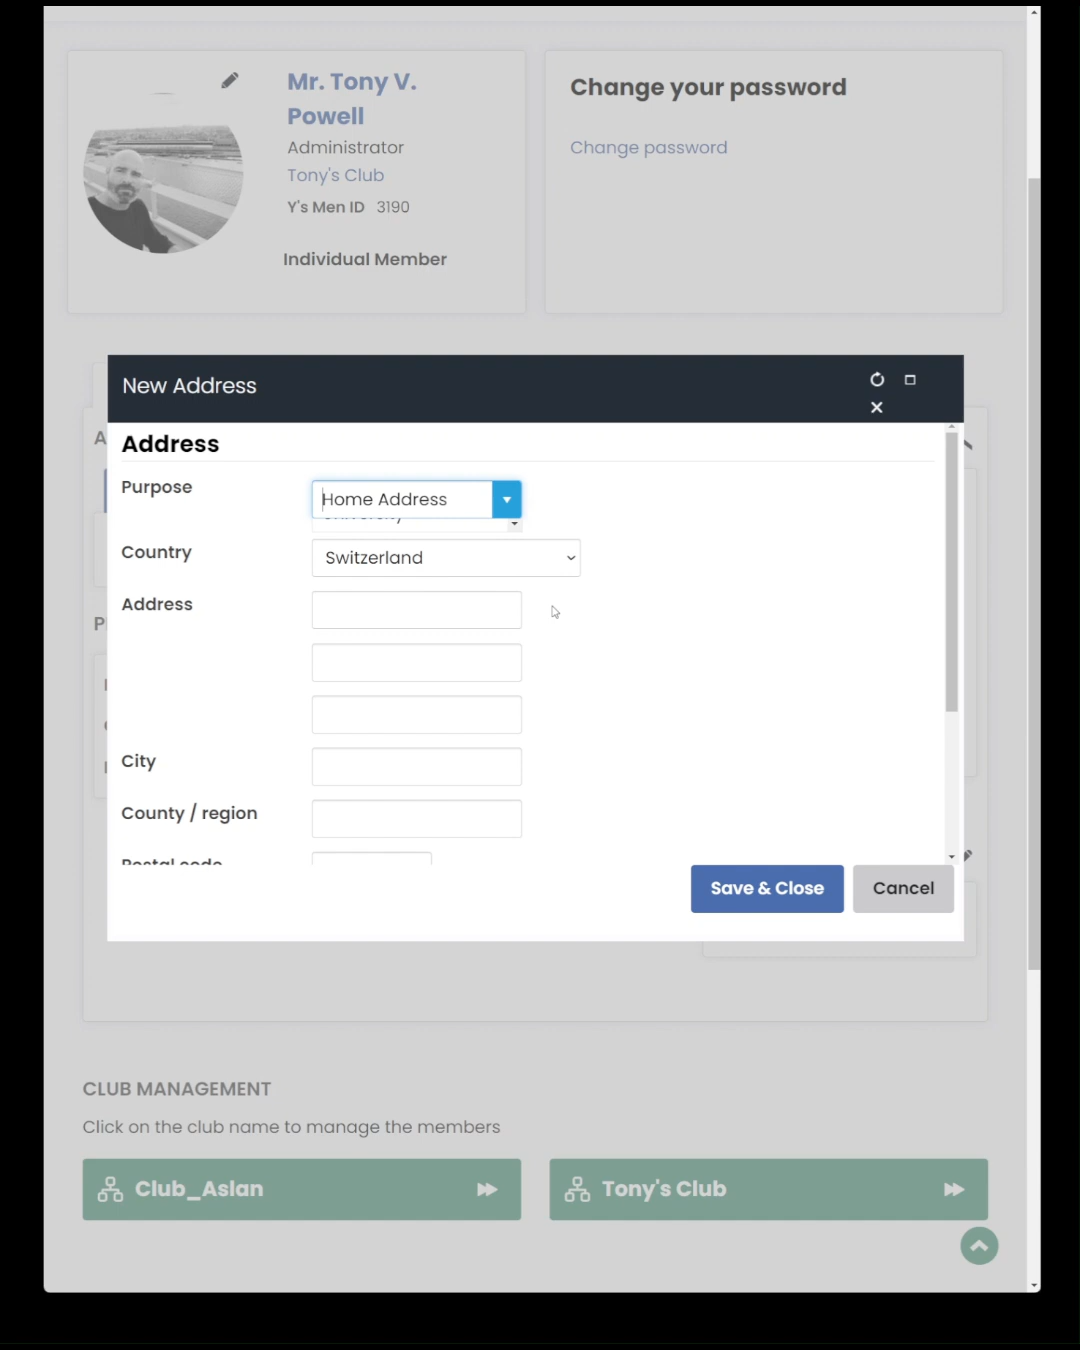 Mr. Tony V.
Powell
Administrator
Tony's Club
Y's Men ID 3190
Individual Member
Change your password
Change password
New Address
Address
Purpose
Home Address
Country
Switzerland
Address
City
County / region
Postal code
Save & Close
Cancel
CLUB MANAGEMENT
Click on the club name to manage the members
Club_Aslan
Tony's Club